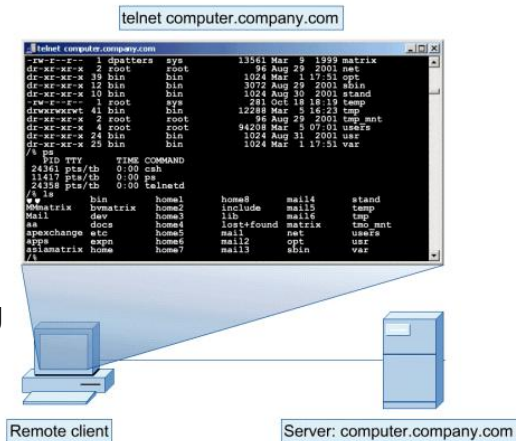 telnet computer.company.com
telnet computer.company.com
-rw-r--r-- 1 dpatters sys 13561 Mar 9 1999 matrix
dr-xr-xr-x 2 root root 96 Aug 29 2001 net
dr-xr-xr-x 39 bin bin 1024 Mar 1 17:51 opt
dr-xr-xr-x 12 bin bin 3072 Aug 29 2001 sbin
dr-xr-xr-x 10 bin bin 1024 Aug 30 2001 stand
-rw-r--r-- 1 root sys 281 Oct 18 18:19 temp
drwxrwxrwt 41 bin bin 12288 Mar 5 16:23 tmp
dr-xr-xr-x 2 root root 96 Aug 29 2001 tmp_mnt
dr-xr-xr-x 4 root root 94208 Mar 5 07:01 users
dr-xr-xr-x 24 bin bin 1024 Aug 31 2001 usr
dr-xr-xr-x 25 bin bin 1024 Mar 1 17:51 var
/% ps
PID TTY TIME COMMAND
24361 pts/tb 0:00 csh
11417 pts/tb 0:00 ps
24358 pts/tb 0:00 telnetd
/% ls
♥♥ bin home1 home8 mail4 stand
MMmatrix bvmatrix home2 include mail5 temp
Mail dev home3 lib mail6 tmp
aa docs home4 lost+found matrix tmo_mnt
apexchange etc home5 mail net users
apps expn home6 mail2 opt usr
asiamatrix home home7 mail3 sbin var
/%
Remote client
Server: computer.company.com